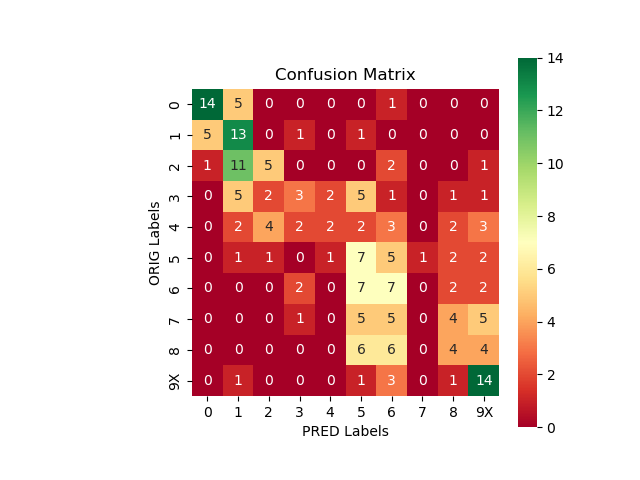 Confusion Matrix
0 14 5 0 0 0 0 1 0 0 0
1 5 13 0 1 0 1 0 0 0 0
2 1 11 5 0 0 0 2 0 0 1
3 0 5 2 3 2 5 1 0 1 1
4 0 2 4 2 2 2 3 0 2 3
5 0 1 1 0 1 7 5 1 2 2
6 0 0 0 2 0 7 7 0 2 2
7 0 0 0 1 0 5 5 0 4 5
8 0 0 0 0 0 6 6 0 4 4
9X 0 1 0 0 0 1 3 0 1 14
0 1 2 3 4 5 6 7 8 9X
PRED Labels
ORIG Labels
14
12
10
8
6
4
2
0